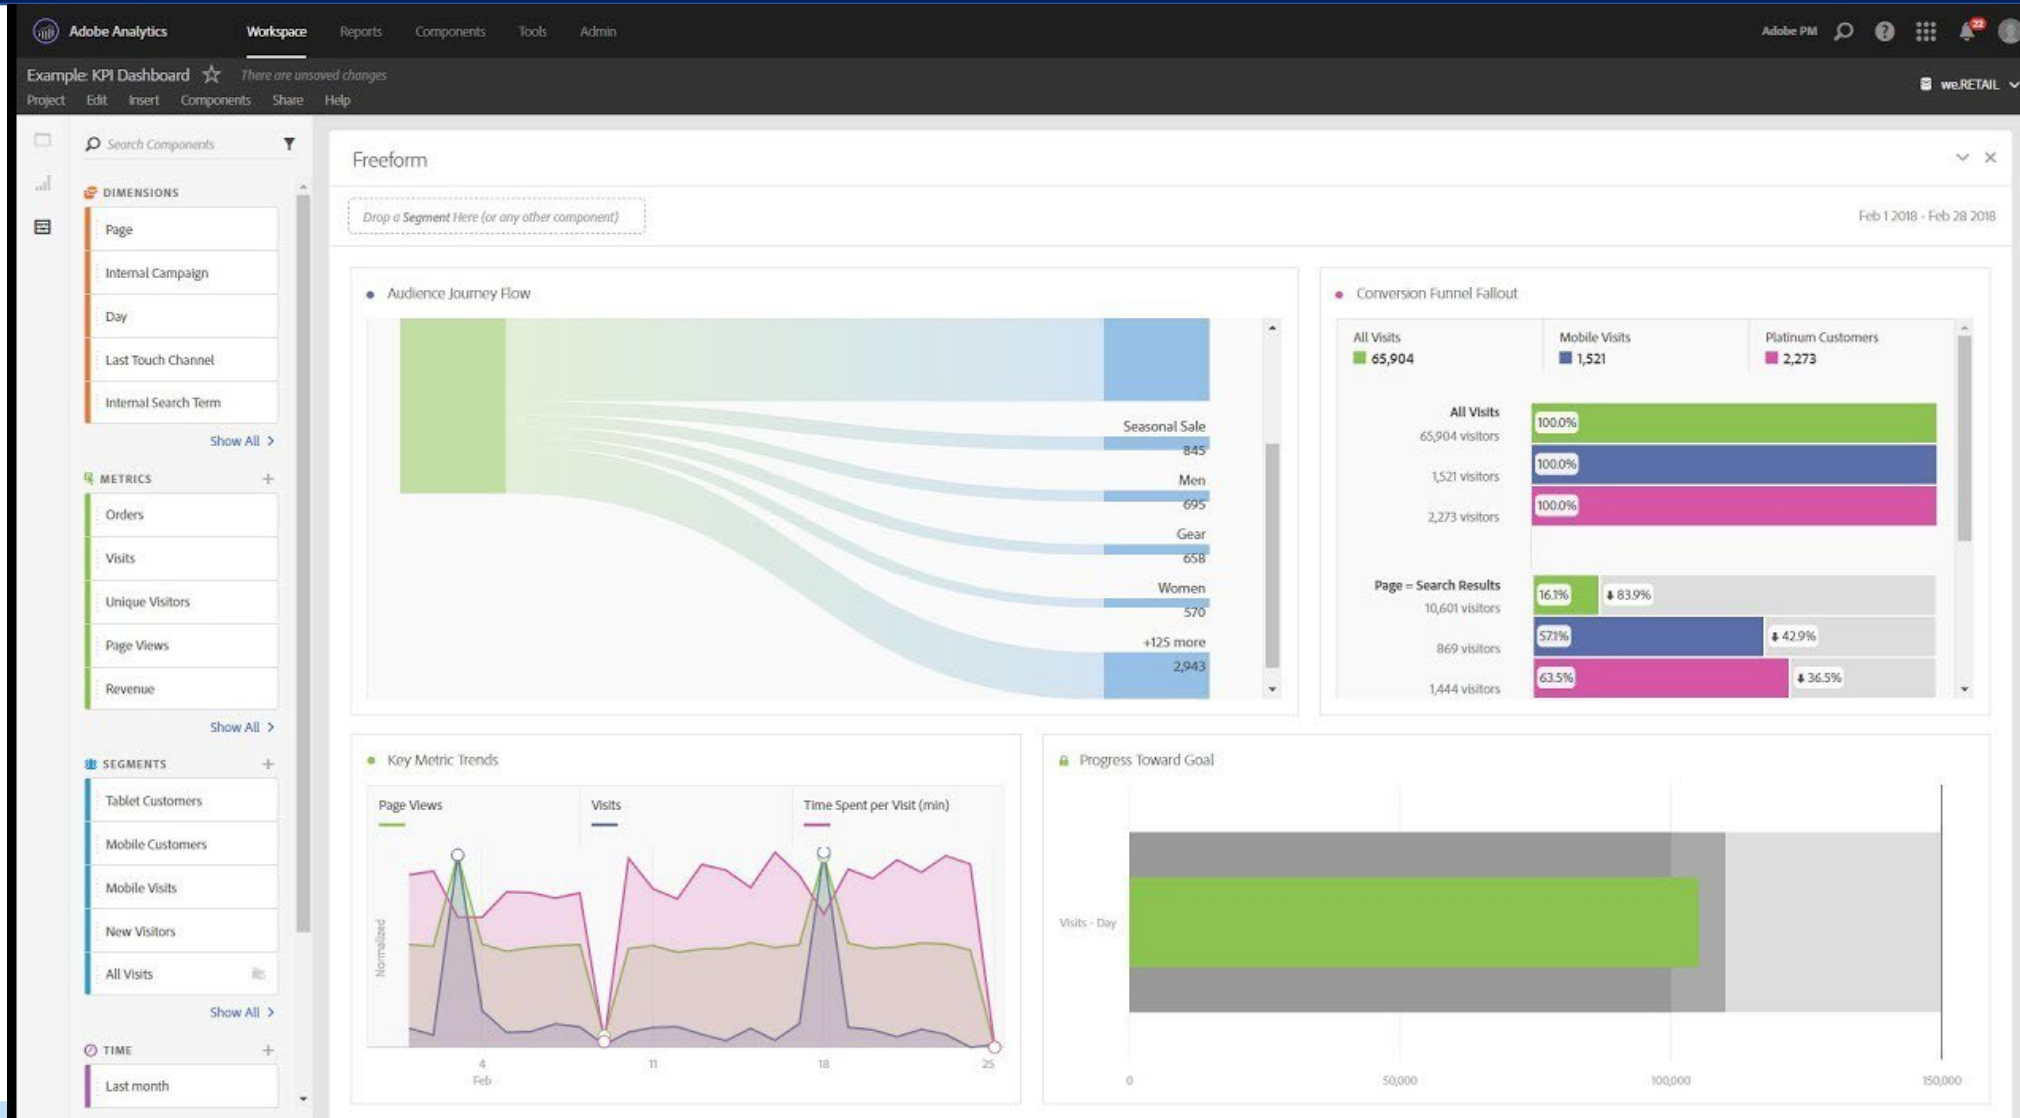 Adobe Analytics
Workspace
Reports
Components
Tools
Admin
Adobe PM
22
Example: KPI Dashboard
There are unsaved changes
Project
Edit
Insert
Components
Share
Help
we.RETAIL
Search Components
DIMENSIONS
Page
Internal Campaign
Day
Last Touch Channel
Internal Search Term
Show All
METRICS
Orders
Visits
Unique Visitors
Page Views
Revenue
Show All
SEGMENTS
Tablet Customers
Mobile Customers
Mobile Visits
New Visitors
All Visits
Show All
TIME
Last month
Freeform
Drop a Segment Here (or any other component)
Feb 1 2018 - Feb 28 2018
Audience Journey Flow
Seasonal Sale
845
Men
695
Gear
658
Women
570
+125 more
2,943
Conversion Funnel Fallout
All Visits
65,904
Mobile Visits
1,521
Platinum Customers
2,273
All Visits
65,904 visitors
100.0%
1,521 visitors
100.0%
2,273 visitors
100.0%
Page = Search Results
10,601 visitors
16.1%
83.9%
869 visitors
57.1%
42.9%
1,444 visitors
63.5%
36.5%
Key Metric Trends
Page Views
Visits
Time Spent per Visit (min)
Normalized
4
Feb
11
18
25
Progress Toward Goal
Visits - Day
0
50,000
100,000
150,000